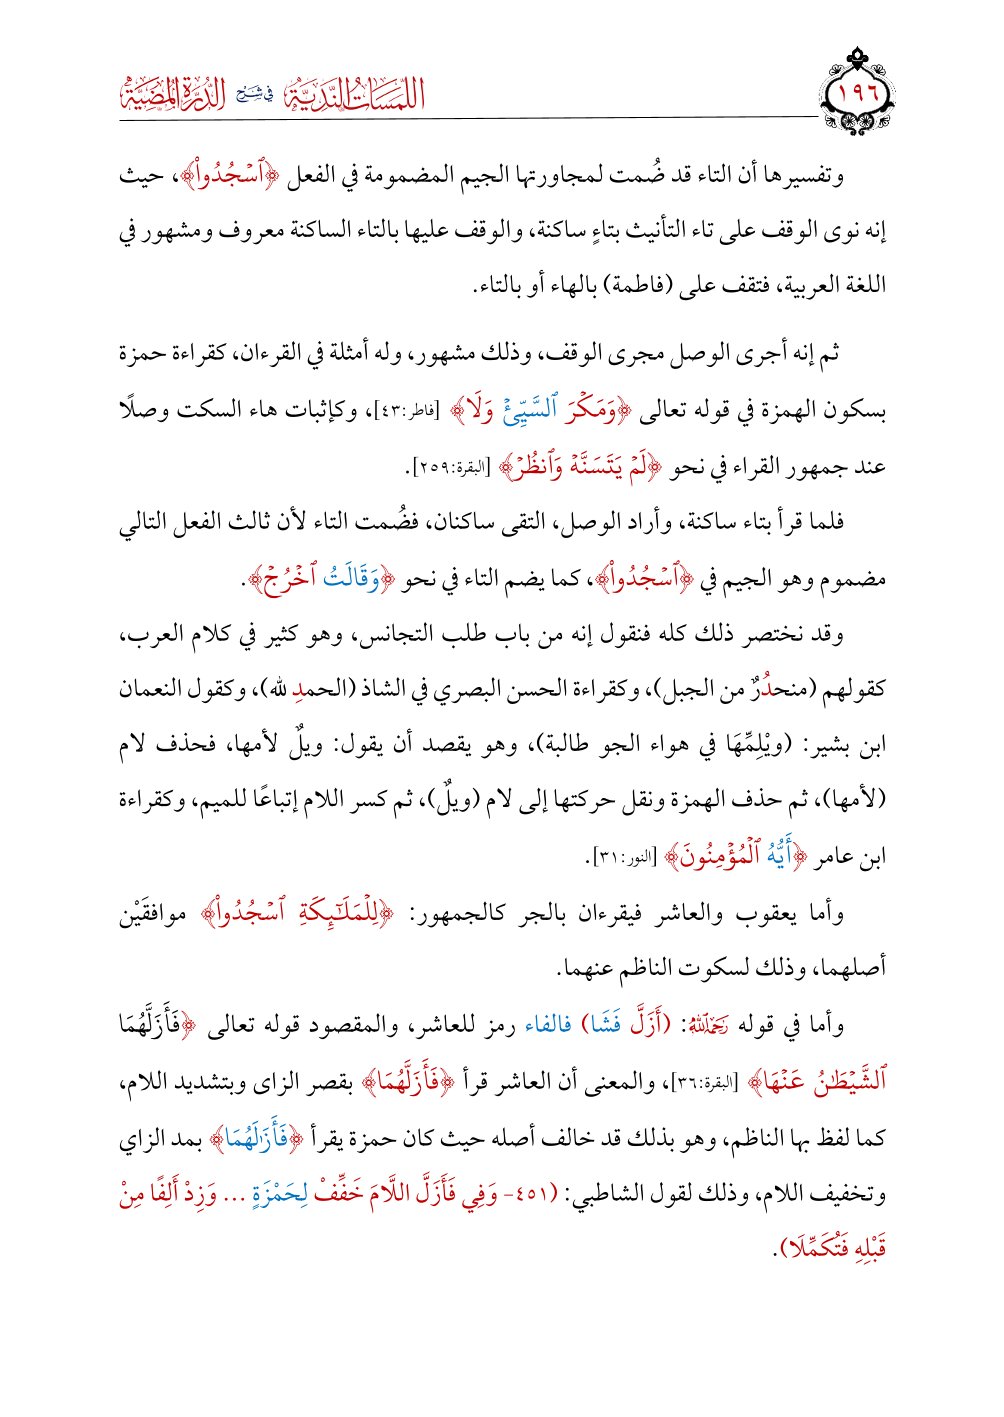 اللمسات الندية في شرح الدرة المضية
١٩٦
وتفسيرها أن التاء قد ضُمت لمجاورتها الجيم المضمومة في الفعل ﴿ٱسْجُدُوا۟﴾، حيث
إنه نوى الوقف على تاء التأنيث بتاءٍ ساكنة، والوقف عليها بالتاء الساكنة معروف ومشهور في
اللغة العربية، فتقف على (فاطمة) بالهاء أو بالتاء.
ثم إنه أجرى الوصل مجرى الوقف، وذلك مشهور، وله أمثلة في القرءان، كقراءة حمزة
بسكون الهمزة في قوله تعالى ﴿وَمَكْرَ ٱلسَّيِّئْ وَلَا﴾ [فاطر:٤٣]، وكإثبات هاء السكت وصلًا
عند جمهور القراء في نحو ﴿لَمْ يَتَسَنَّهْ وَٱنظُرْ﴾ [البقرة:٢٥٩].
فلما قرأ بتاء ساكنة، وأراد الوصل، التقى ساكنان، فضُمت التاء لأن ثالث الفعل التالي
مضموم وهو الجيم في ﴿ٱسْجُدُوا۟﴾، كما يضم التاء في نحو ﴿وَقَالَتُ ٱخْرُجْ﴾.
وقد نختصر ذلك كله فنقول إنه من باب طلب التجانس، وهو كثير في كلام العرب،
كقولهم (منحدُرٌ من الجبل)، وكقراءة الحسن البصري في الشاذ (الحمدِ لله)، وكقول النعمان
ابن بشير: (ويْلِمِّهَا في هواء الجو طالبة)، وهو يقصد أن يقول: ويلٌ لأمها، فحذف لام
(لأمها)، ثم حذف الهمزة ونقل حركتها إلى لام (ويلٌ)، ثم كسر اللام إتباعًا للميم، وكقراءة
ابن عامر ﴿أَيُّهُ ٱلْمُؤْمِنُونَ﴾ [النور:٣١].
وأما يعقوب والعاشر فيقرءان بالجر كالجمهور: ﴿لِلْمَلَٰٓئِكَةِ ٱسْجُدُوا۟﴾ موافقَيْن
أصلهما، وذلك لسكوت الناظم عنهما.
وأما في قوله رحمه الله: (أَزَلَّ فَشَا) فالفاء رمز للعاشر، والمقصود قوله تعالى ﴿فَأَزَلَّهُمَا
ٱلشَّيْطَٰنُ عَنْهَا﴾ [البقرة:٣٦]، والمعنى أن العاشر قرأ ﴿فَأَزَلَّهُمَا﴾ بقصر الزاى وبتشديد اللام،
كما لفظ بها الناظم، وهو بذلك قد خالف أصله حيث كان حمزة يقرأ ﴿فَأَزَٰلَهُمَا﴾ بمد الزاي
وتخفيف اللام، وذلك لقول الشاطبي: (٤٥١- وَفِي فَأَزَلَّ اللَّامَ خَفِّفْ لِحَمْزَةٍ ... وَزِدْ أَلِفًا مِنْ
قَبْلِهِ فَتُكَمِّلَا).